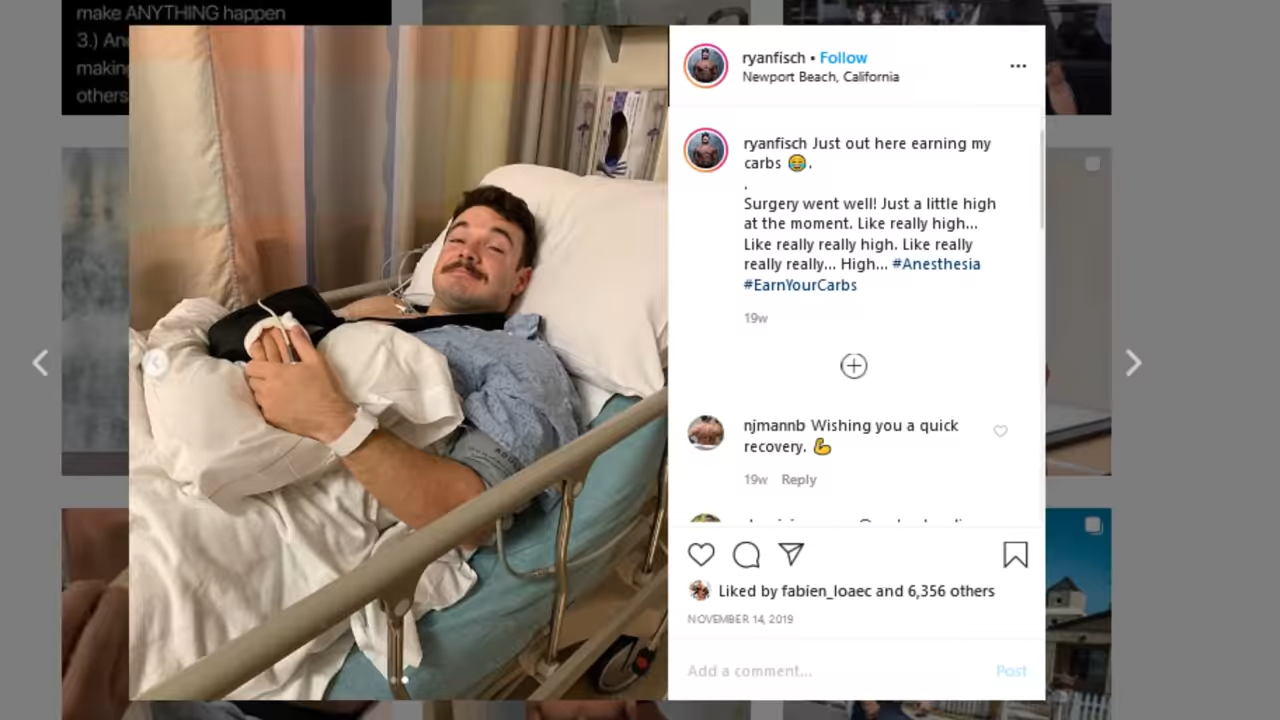 make ANYTHING happen
3.) And
making
others
ryanfisch • Follow
Newport Beach, California
ryanfisch Just out here earning my
carbs 😂.
.
Surgery went well! Just a little high
at the moment. Like really high...
Like really really high. Like really
really really... High... #Anesthesia
#EarnYourCarbs
19w
njmannb Wishing you a quick
recovery. 💪
19w Reply
Liked by fabien_loaec and 6,356 others
NOVEMBER 14, 2019
Add a comment... Post